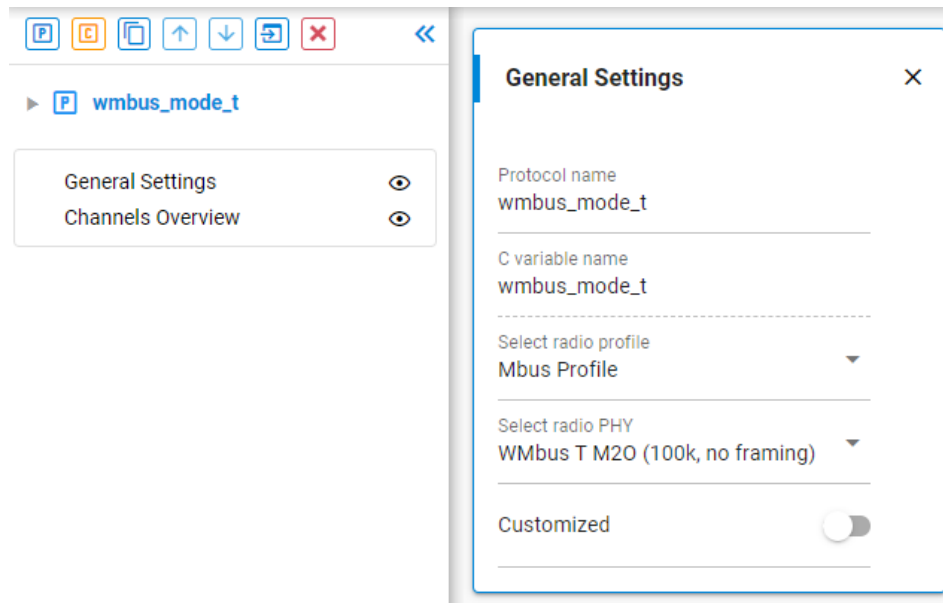 P
C
wmbus_mode_t
General Settings
Channels Overview
General Settings
Protocol name
wmbus_mode_t
C variable name
wmbus_mode_t
Select radio profile
Mbus Profile
Select radio PHY
WMbus T M2O (100k, no framing)
Customized